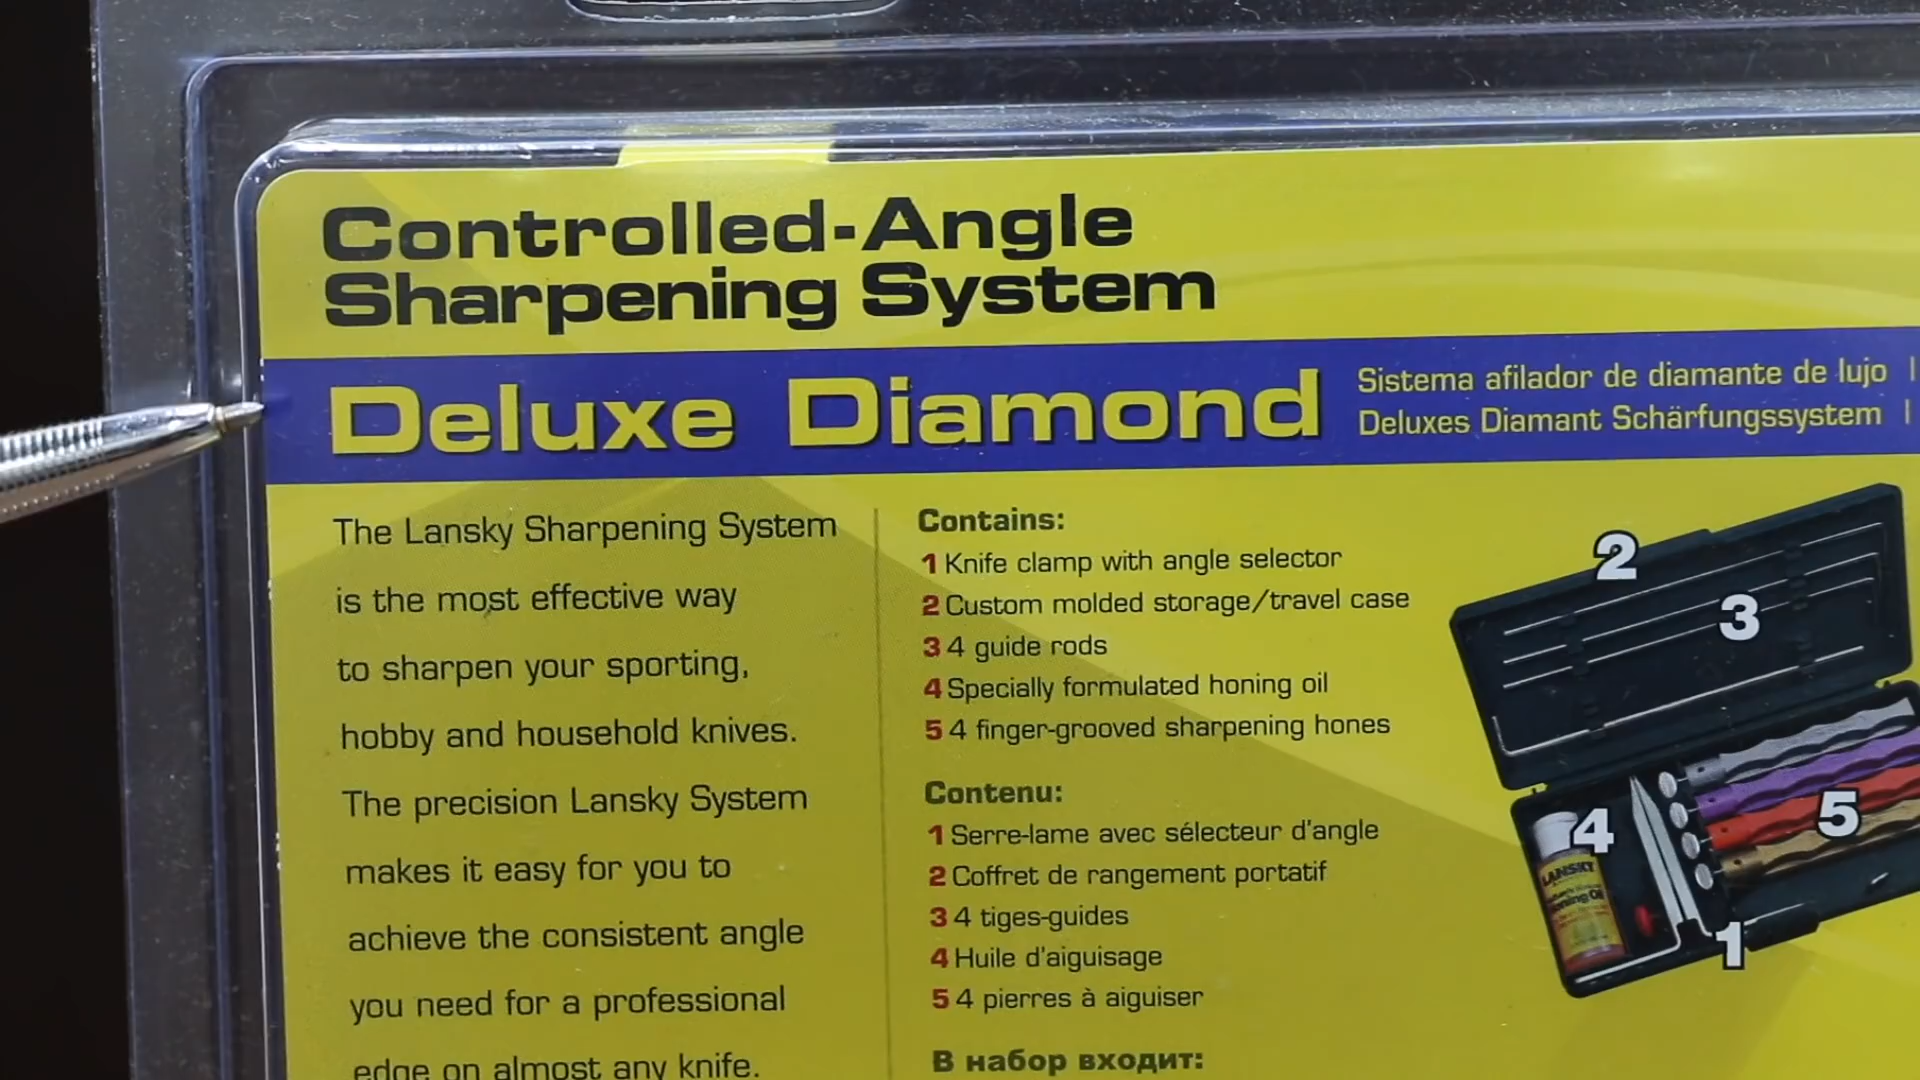 Controlled-Angle
Sharpening System
Deluxe Diamond
Sistema afilador de diamante de lujo |
Deluxes Diamant Schärfungssystem |
The Lansky Sharpening System
is the most effective way
to sharpen your sporting,
hobby and household knives.
The precision Lansky System
makes it easy for you to
achieve the consistent angle
you need for a professional
edge on almost any knife.
Contains:
1 Knife clamp with angle selector
2 Custom molded storage/travel case
3 4 guide rods
4 Specially formulated honing oil
5 4 finger-grooved sharpening hones
Contenu:
1 Serre-lame avec sélecteur d'angle
2 Coffret de rangement portatif
3 4 tiges-guides
4 Huile d'aiguisage
5 4 pierres à aiguiser
В набор входит:
2
3
4
5
1
LANSKY
Honing Oil